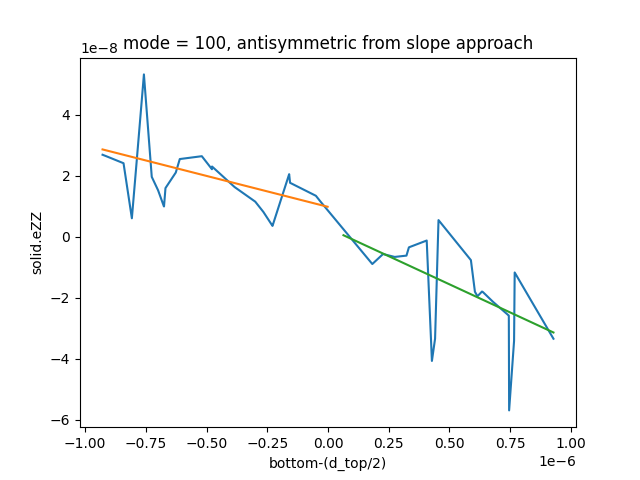 mode = 100, antisymmetric from slope approach
1e−8
4
2
0
−2
−4
−6
solid.eZZ
−1.00 −0.75 −0.50 −0.25 0.00 0.25 0.50 0.75 1.00
bottom-(d_top/2)
1e−6